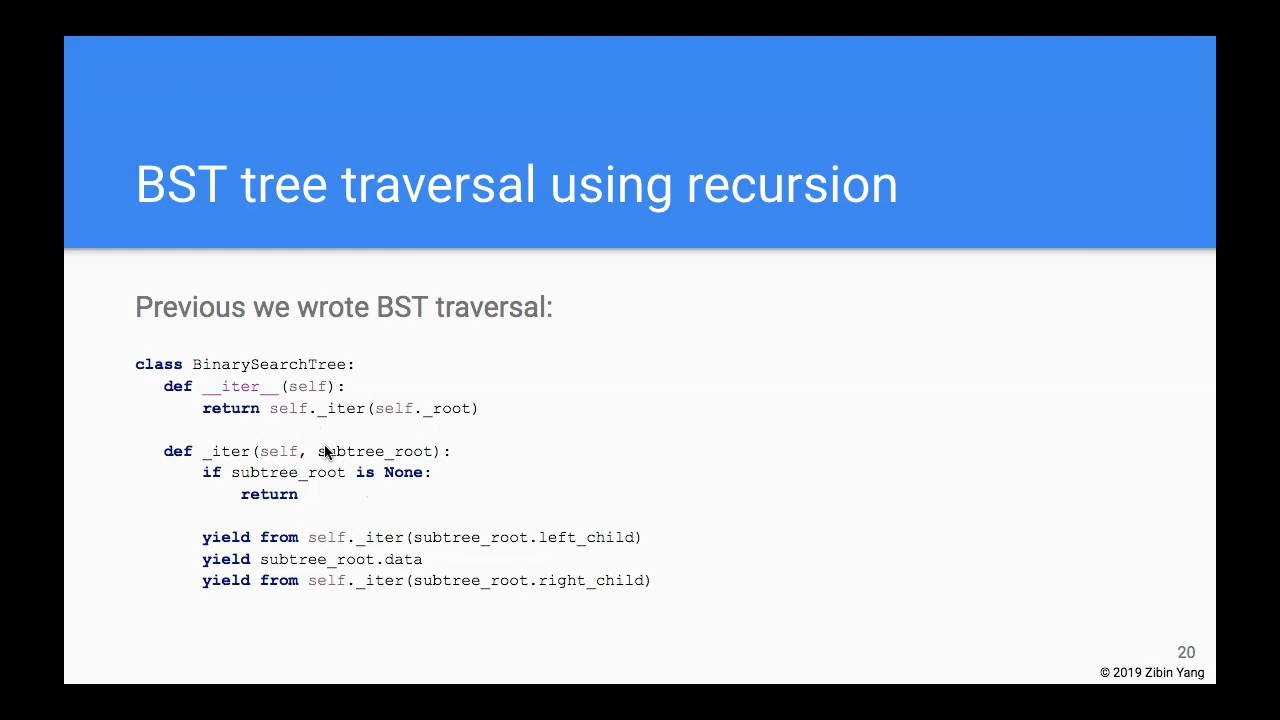 BST tree traversal using recursion
Previous we wrote BST traversal:
class BinarySearchTree:
    def __iter__(self):
        return self._iter(self._root)
    def _iter(self, subtree_root):
        if subtree_root is None:
            return
        yield from self._iter(subtree_root.left_child)
        yield subtree_root.data
        yield from self._iter(subtree_root.right_child)
20
© 2019 Zibin Yang